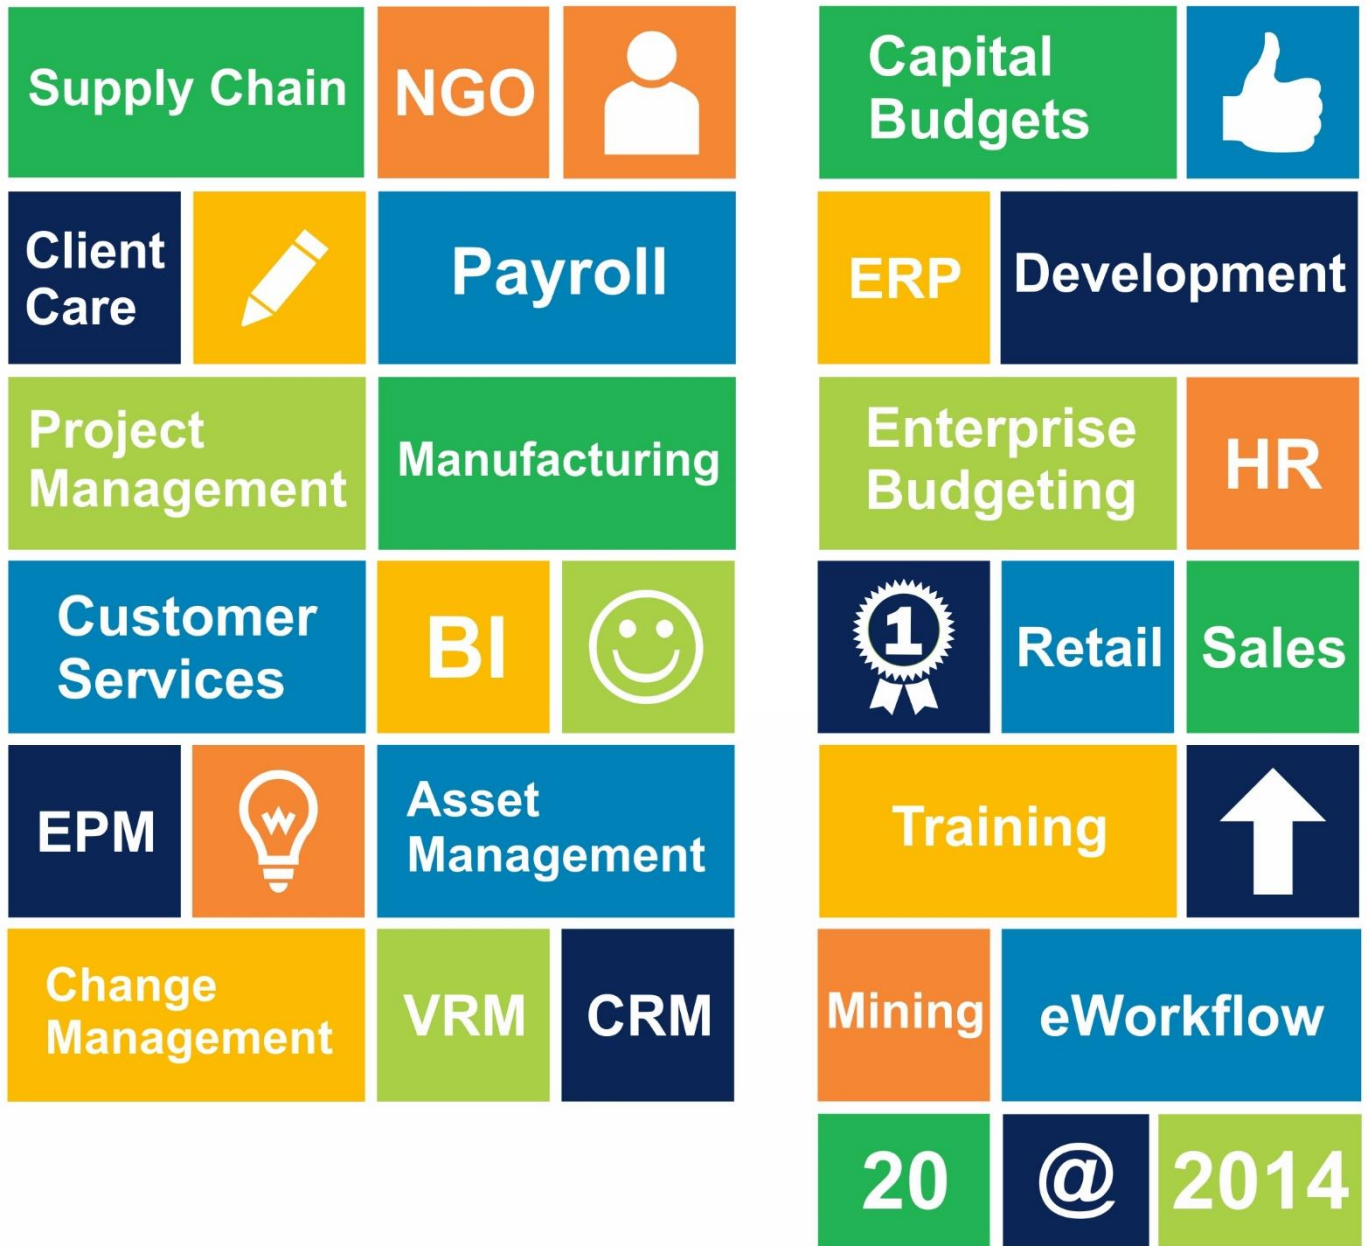 Supply Chain
NGO
Client
Care
Payroll
Project
Management
Manufacturing
Customer
Services
BI
EPM
Asset
Management
Change
Management
VRM
CRM
Capital
Budgets
ERP
Development
Enterprise
Budgeting
HR
1
Retail
Sales
Training
Mining
eWorkflow
20
@
2014